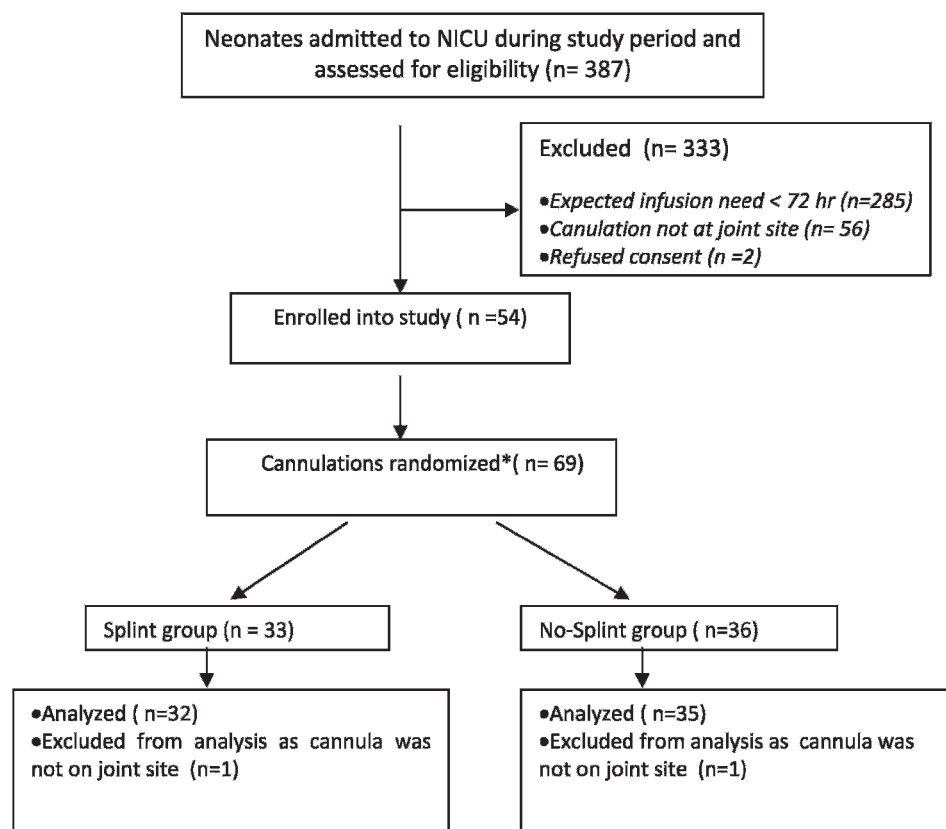 Neonates admitted to NICU during study period and
assessed for eligibility (n= 387)
Excluded (n= 333)
•Expected infusion need < 72 hr (n=285)
•Canulation not at joint site (n= 56)
•Refused consent (n =2)
Enrolled into study ( n =54)
Cannulations randomized*( n= 69)
Splint group (n = 33)
No-Splint group ( n=36)
•Analyzed ( n=32)
•Excluded from analysis as cannula was
not on joint site (n=1)
•Analyzed ( n=35)
•Excluded from analysis as cannula was
not on joint site (n=1)